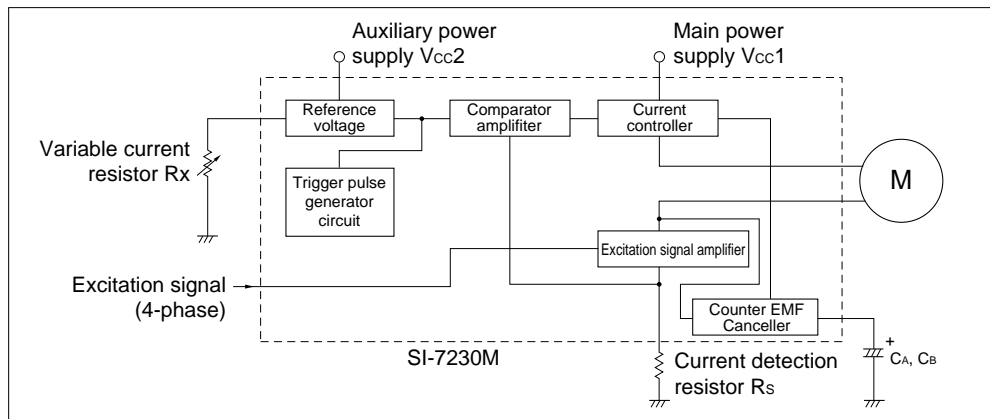 Auxiliary power
supply Vcc2
Main power
supply Vcc1
Reference
voltage
Comparator
amplifiter
Current
controller
Variable current
resistor Rx
Trigger pulse
generator
circuit
M
Excitation signal amplifier
Excitation signal
(4-phase)
Counter EMF
Canceller
SI-7230M
Current detection
resistor Rs
+
CA, CB